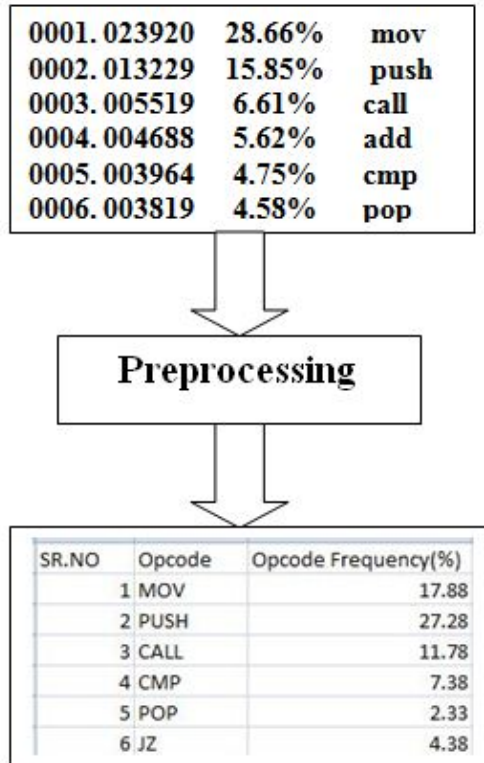 0001. 023920 28.66% mov
0002. 013229 15.85% push
0003. 005519 6.61% call
0004. 004688 5.62% add
0005. 003964 4.75% cmp
0006. 003819 4.58% pop
Preprocessing
SR.NO Opcode Opcode Frequency(%)
1 MOV 17.88
2 PUSH 27.28
3 CALL 11.78
4 CMP 7.38
5 POP 2.33
6 JZ 4.38